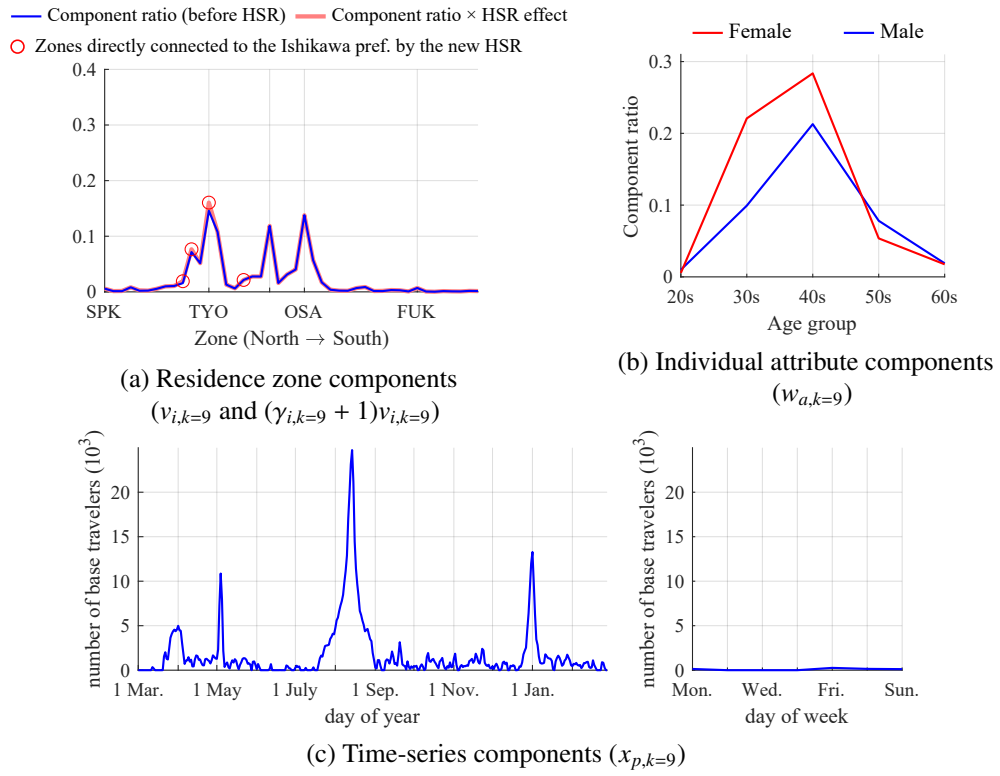 Component ratio (before HSR) Component ratio × HSR effect
Zones directly connected to the Ishikawa pref. by the new HSR
0.4
0.3
0.2
0.1
0
SPK TYO OSA FUK
Zone (North → South)
(a) Residence zone components
(v_{i,k=9} and (γ_{i,k=9} + 1)v_{i,k=9})
Female Male
Component ratio
0.3
0.2
0.1
0
20s 30s 40s 50s 60s
Age group
(b) Individual attribute components
(w_{a,k=9})
number of base travelers (10³)
20
15
10
5
0
1 Mar. 1 May 1 July 1 Sep. 1 Nov. 1 Jan.
day of year
number of base travelers (10³)
20
15
10
5
0
Mon. Wed. Fri. Sun.
day of week
(c) Time-series components (x_{p,k=9})